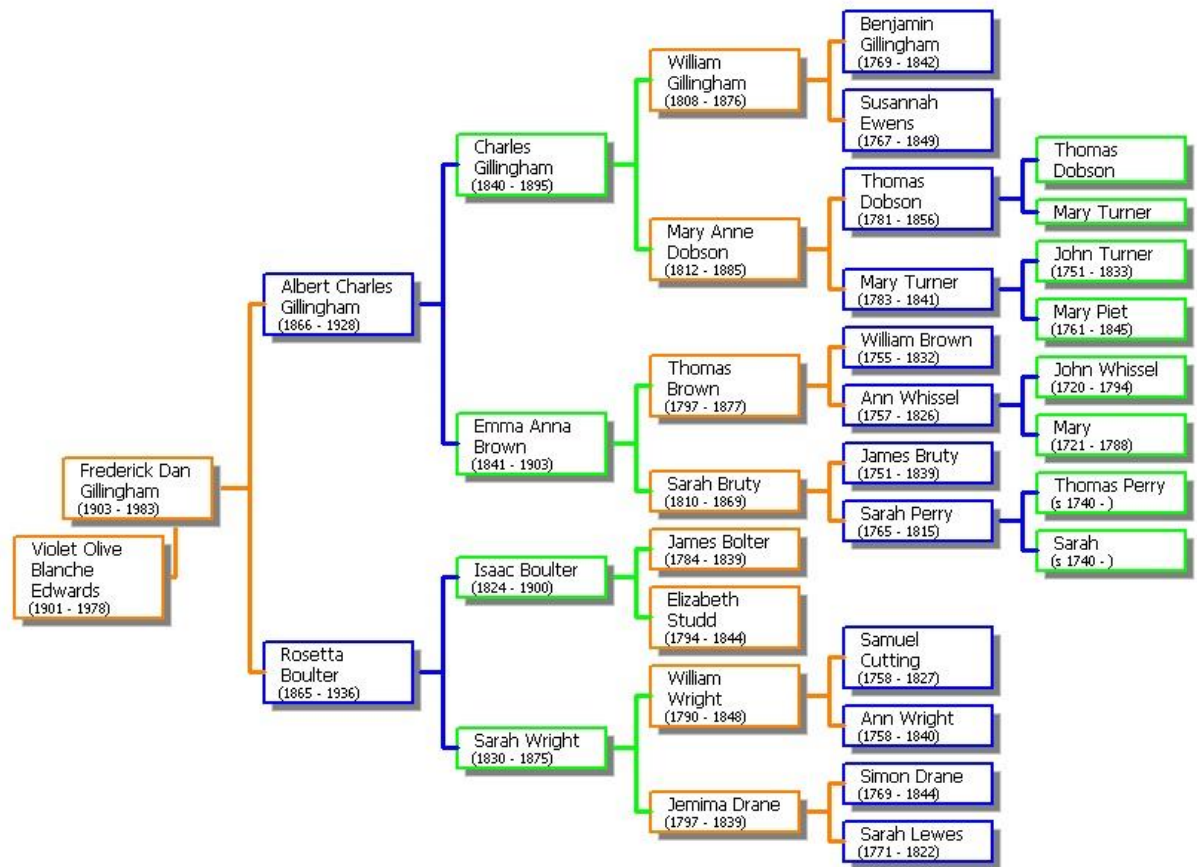 Frederick Dan
Gillingham
(1903 - 1983)
Violet Olive
Blanche
Edwards
(1901 - 1978)
Albert Charles
Gillingham
(1866 - 1928)
Rosetta
Boulter
(1865 - 1936)
Charles
Gillingham
(1840 - 1895)
Emma Anna
Brown
(1841 - 1903)
Isaac Boulter
(1824 - 1900)
Sarah Wright
(1830 - 1875)
William
Gillingham
(1808 - 1876)
Mary Anne
Dobson
(1812 - 1885)
Thomas
Brown
(1797 - 1877)
Sarah Bruty
(1810 - 1869)
James Bolter
(1784 - 1839)
Elizabeth
Studd
(1794 - 1844)
William
Wright
(1790 - 1848)
Jemima Drane
(1797 - 1839)
Benjamin
Gillingham
(1769 - 1842)
Susannah
Ewens
(1767 - 1849)
Thomas
Dobson
(1781 - 1856)
Mary Turner
(1783 - 1841)
William Brown
(1755 - 1832)
Ann Whissel
(1757 - 1826)
James Bruty
(1751 - 1839)
Sarah Perry
(1765 - 1815)
Samuel
Cutting
(1758 - 1827)
Ann Wright
(1758 - 1840)
Simon Drane
(1769 - 1844)
Sarah Lewes
(1771 - 1822)
Thomas
Dobson
Mary Turner
John Turner
(1751 - 1833)
Mary Piet
(1761 - 1845)
John Whissel
(1720 - 1794)
Mary
(1721 - 1788)
Thomas Perry
(s 1740 - )
Sarah
(s 1740 - )